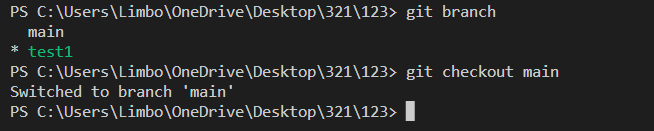 PS C:\Users\Limbo\OneDrive\Desktop\321\123> git branch
  main
* test1
PS C:\Users\Limbo\OneDrive\Desktop\321\123> git checkout main
Switched to branch 'main'
PS C:\Users\Limbo\OneDrive\Desktop\321\123>